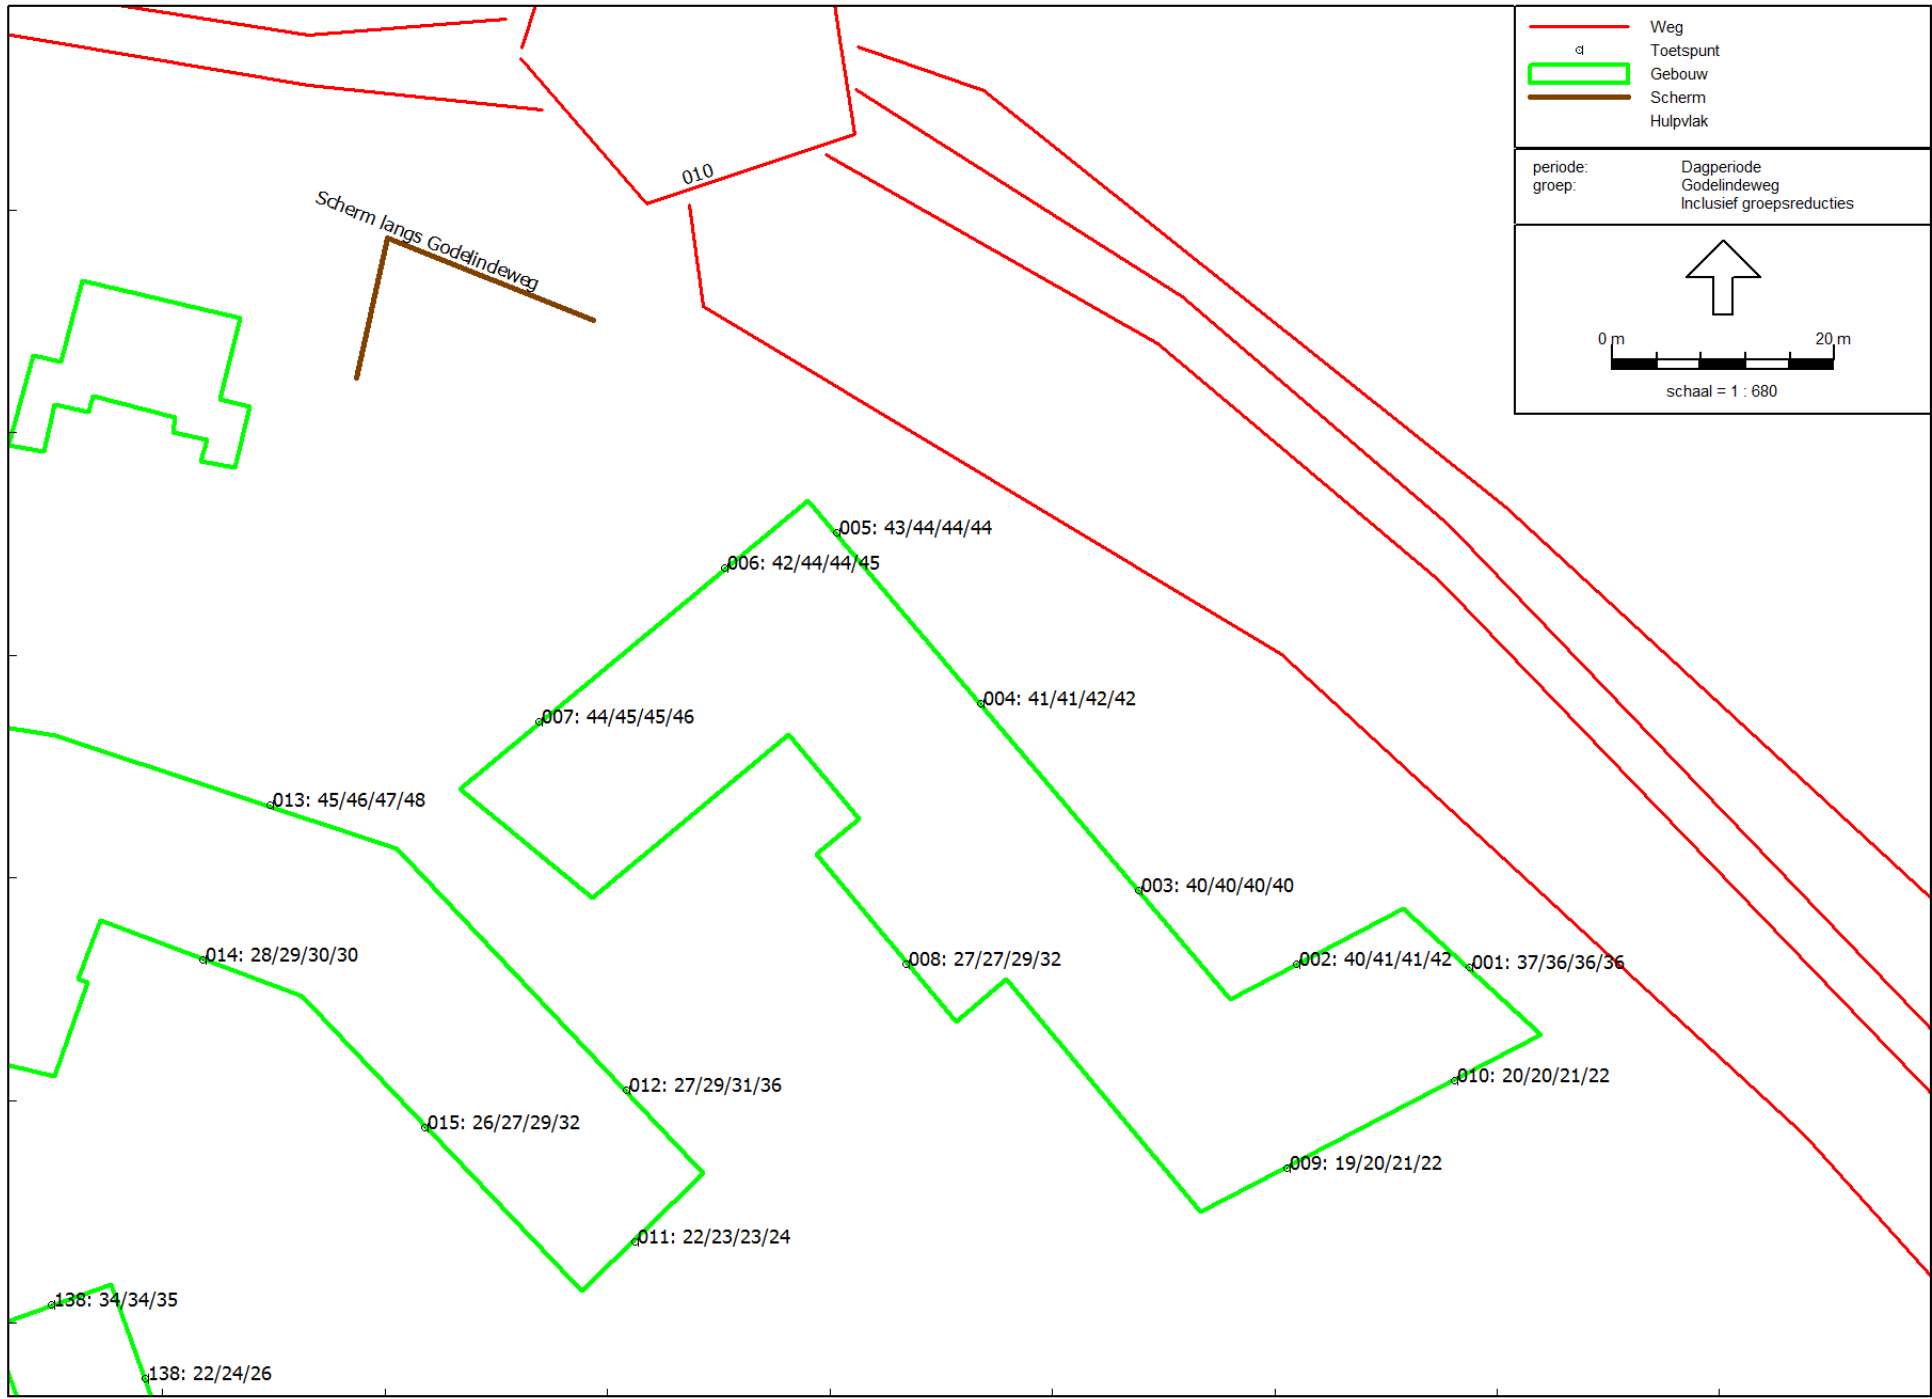 Weg
Toetspunt
Gebouw
Scherm
Hulpvlak
periode: Dagperiode
groep: Godelindeweg
Inclusief groepsreducties
0 m 20 m
schaal = 1 : 680
010
Scherm langs Godelindeweg
005: 43/44/44/44
006: 42/44/44/45
004: 41/41/42/42
007: 44/45/45/46
013: 45/46/47/48
003: 40/40/40/40
014: 28/29/30/30
008: 27/27/29/32
002: 40/41/41/42
001: 37/36/36/36
012: 27/29/31/36
010: 20/20/21/22
015: 26/27/29/32
009: 19/20/21/22
011: 22/23/23/24
138: 34/34/35
138: 22/24/26